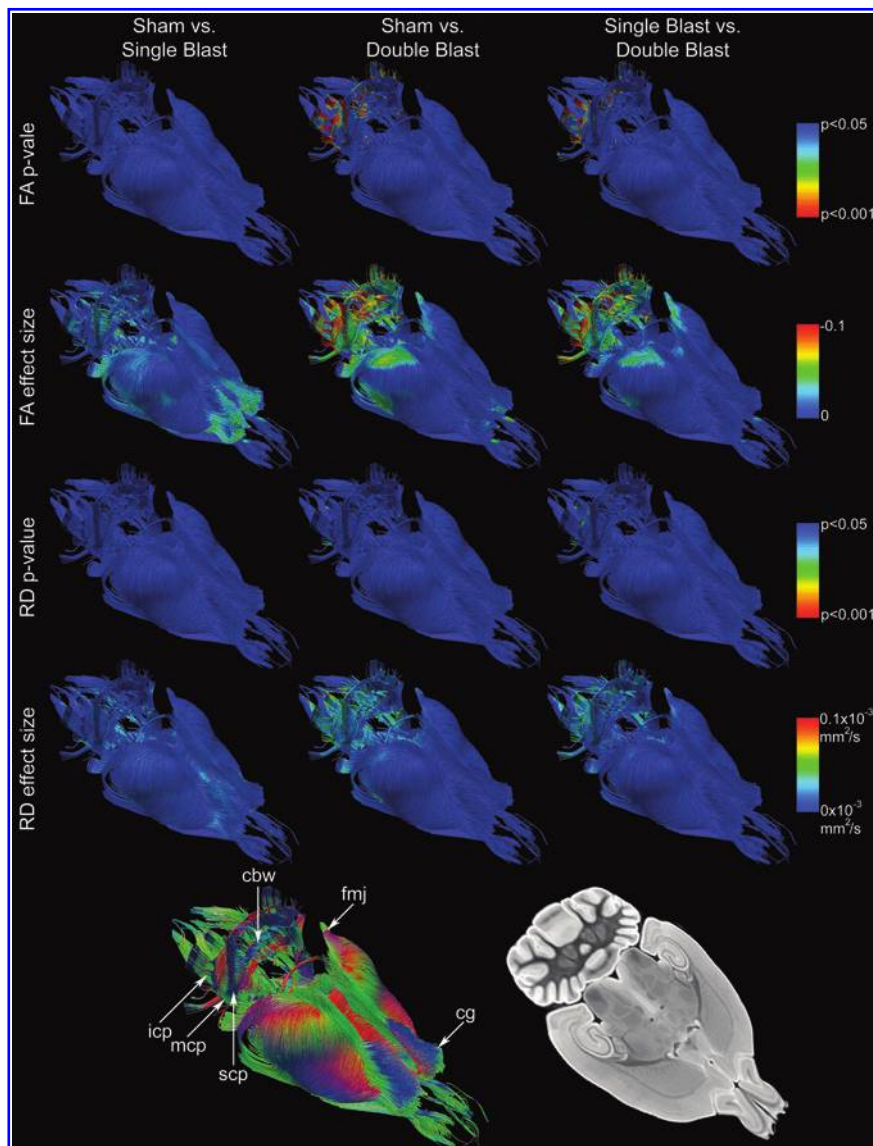 Sham vs.
Single Blast
Sham vs.
Double Blast
Single Blast vs.
Double Blast
FA p-vale
p<0.05
p<0.001
FA effect size
-0.1
0
RD p-value
p<0.05
p<0.001
RD effect size
0.1x10⁻³
mm²/s
0x10⁻³
mm²/s
cbw
fmj
icp
mcp
scp
cg